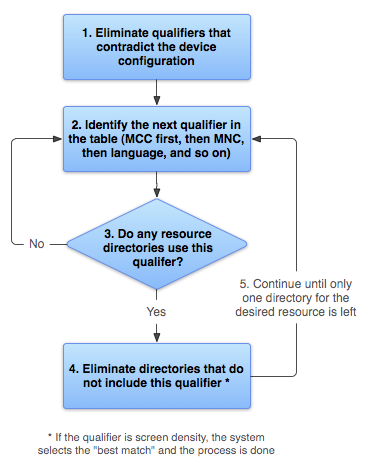 1. Eliminate qualifiers that
contradict the device
configuration
2. Identify the next qualifier in
the table (MCC first, then MNC,
then language, and so on)
3. Do any resource
directories use this
qualifer?
No
Yes
5. Continue until only
one directory for the
desired resource is left
4. Eliminate directories that do
not include this qualifier *
* If the qualifier is screen density, the system
selects the "best match" and the process is done